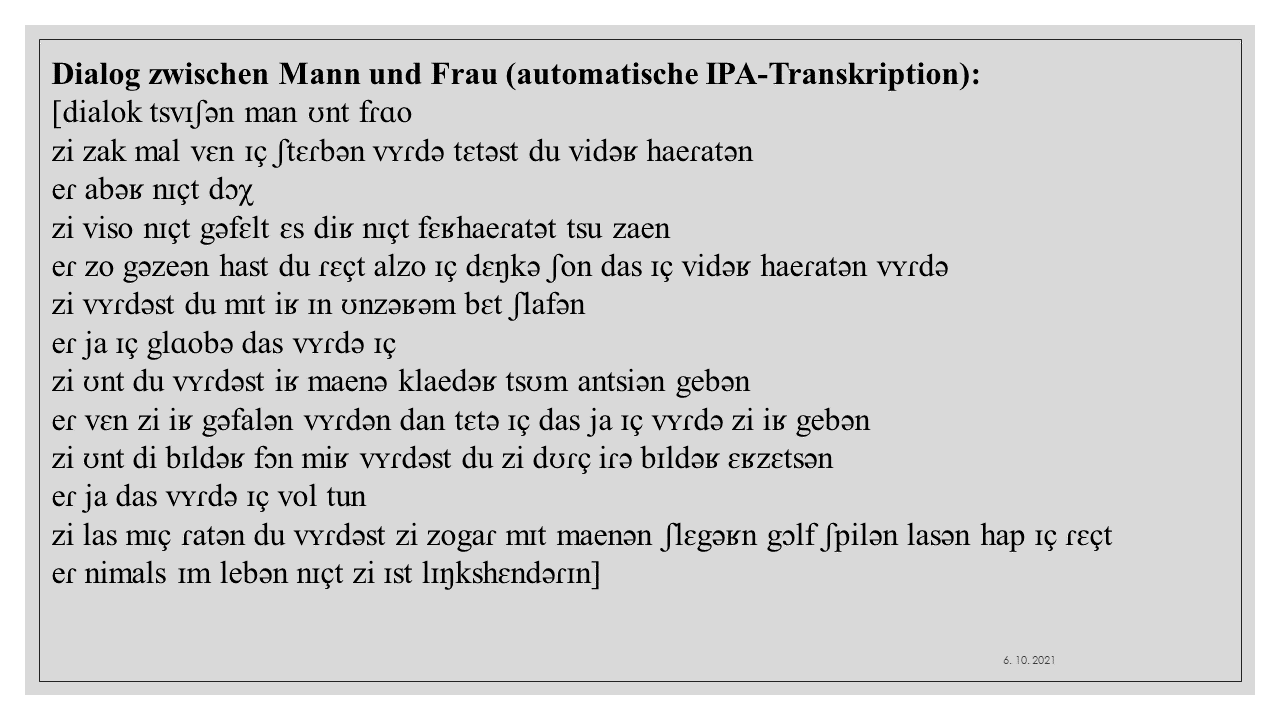 Dialog zwischen Mann und Frau (automatische IPA-Transkription):
[dialok tsvɪʃən man ʊnt fɾɑo
zi zak mal vɛn ɪç ʃtɛɾbən vʏɾdə tɛtəst du vidəʁ haeɾatən
eɾ abəʁ nɪçt dɔχ
zi viso nɪçt gəfɛlt ɛs diʁ nɪçt fɛʁhaeɾatət tsu zaen
eɾ zo gəzeən hast du ɾɛçt alzo ɪç dɛŋkə ʃon das ɪç vidəʁ haeɾatən vʏɾdə
zi vʏɾdəst du mɪt iʁ ɪn ʊnzəʁəm bɛt ʃlafən
eɾ ja ɪç glɑobə das vʏɾdə ɪç
zi ʊnt du vʏɾdəst iʁ maenə klaedəʁ tsʊm antsiən gebən
eɾ vɛn zi iʁ gəfalən vʏɾdən dan tɛtə ɪç das ja ɪç vʏɾdə zi iʁ gebən
zi ʊnt di bɪldəʁ fɔn miʁ vʏɾdəst du zi dʊɾç iɾə bɪldəʁ ɛʁzɛtsən
eɾ ja das vʏɾdə ɪç vol tun
zi las mɪç ɾatən du vʏɾdəst zi zogaɾ mɪt maenən ʃlɛgəʁn gɔlf ʃpilən lasən hap ɪç ɾɛçt
eɾ nimals ɪm lebən nɪçt zi ɪst lɪŋkshɛndəɾɪn]
6. 10. 2021